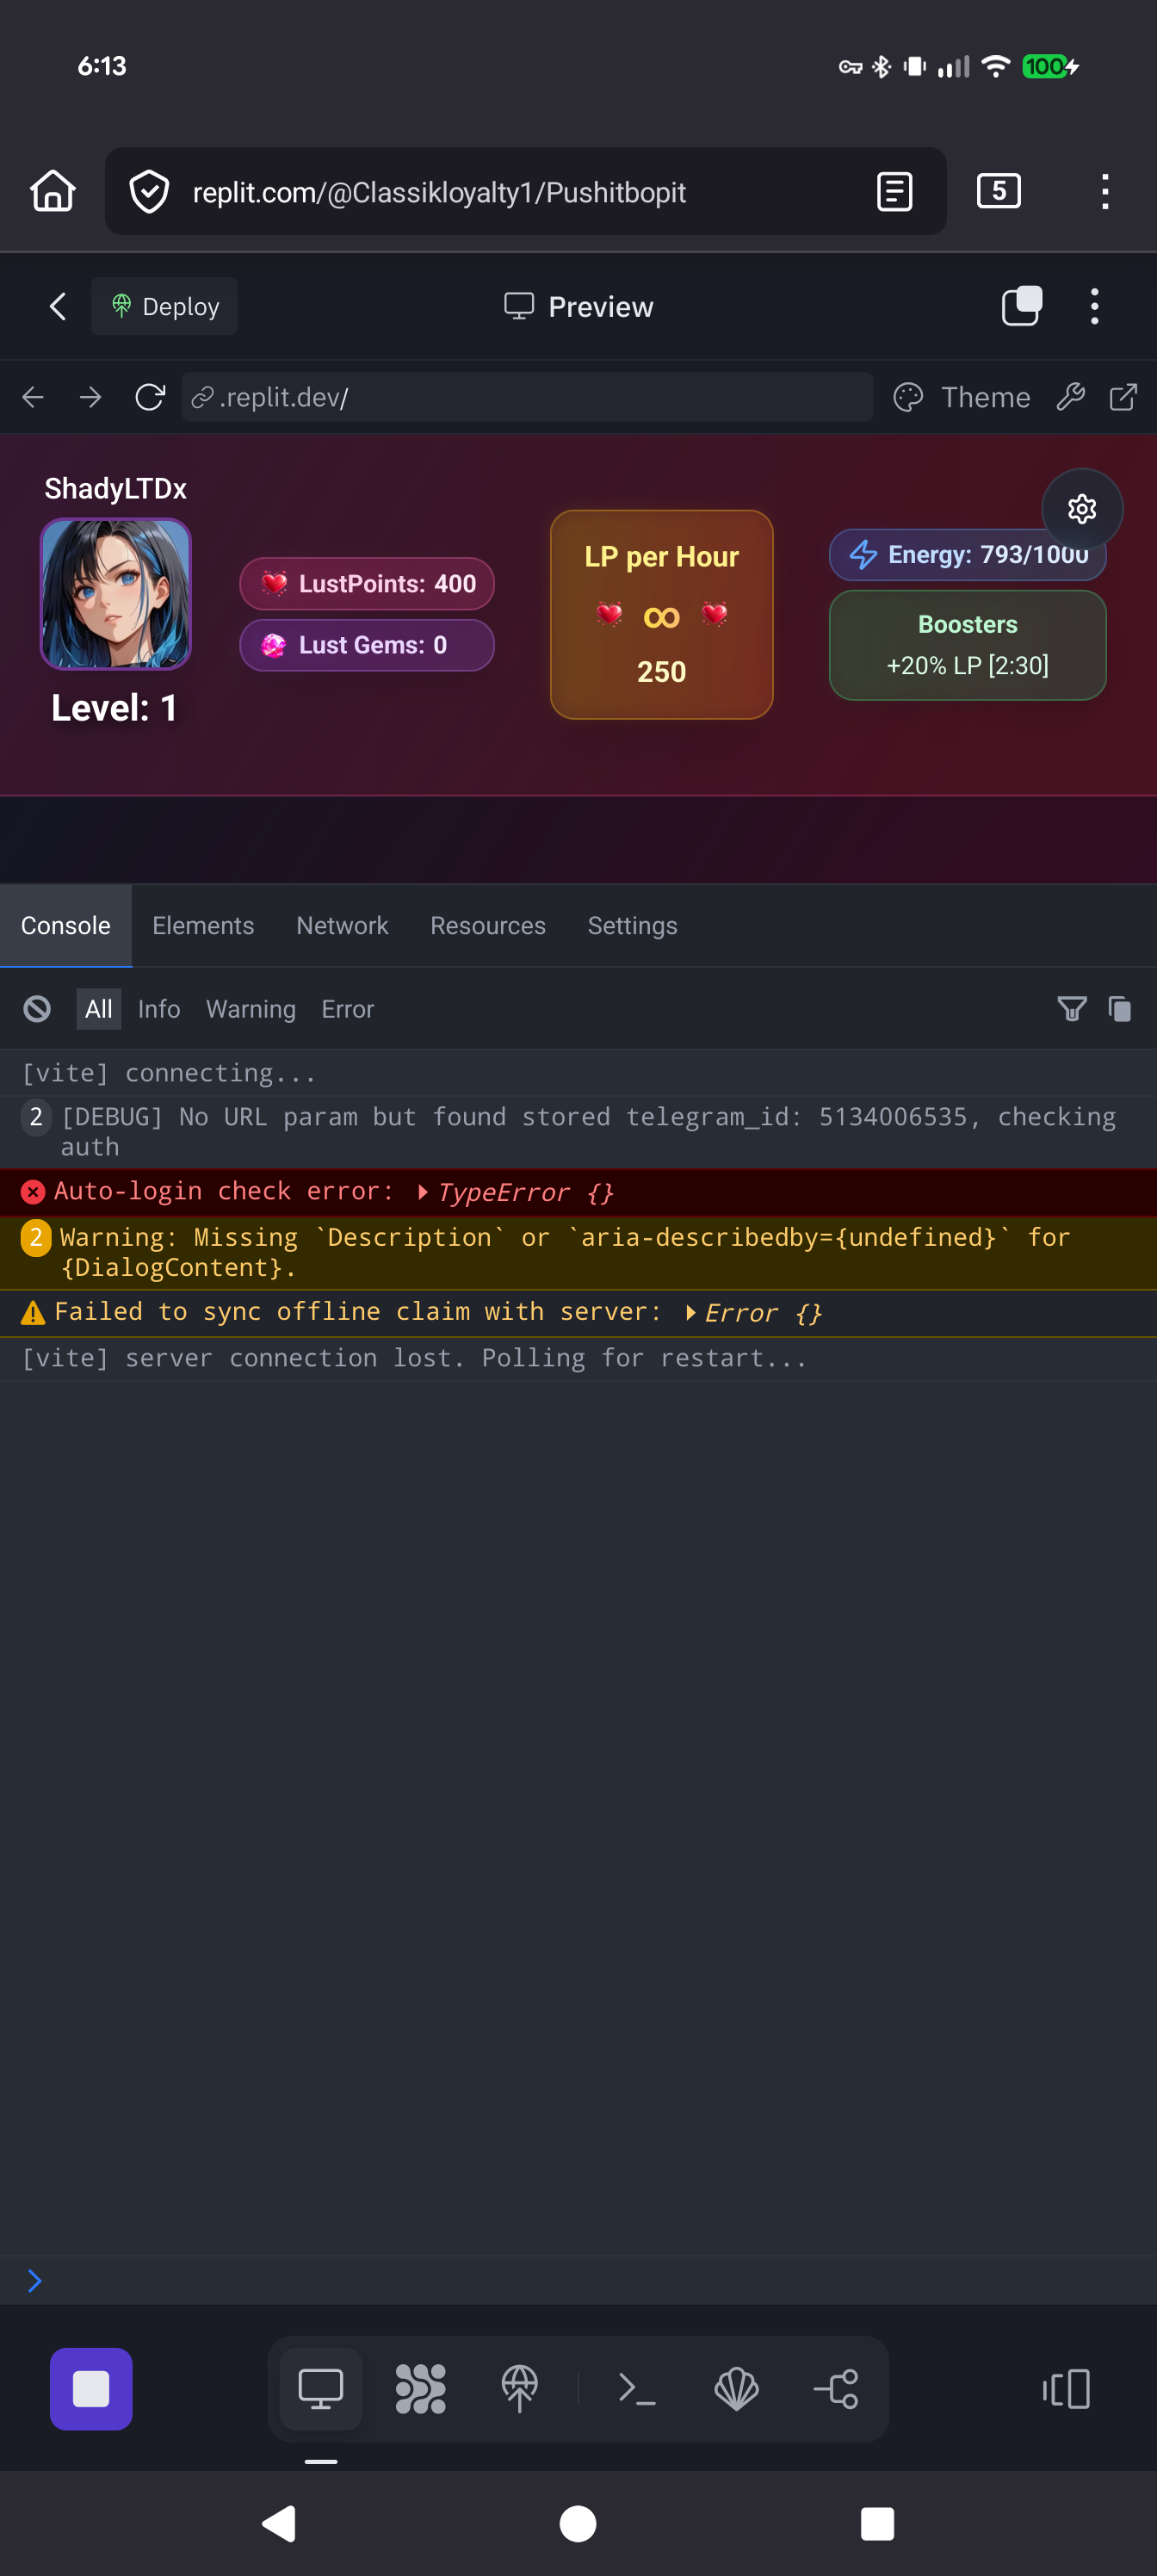 6:13
100
replit.com/@Classikloyalty1/Pushitbopit
5
Deploy
Preview
.replit.dev/
Theme
ShadyLTDx
LP per Hour
Energy: 793/1000
LustPoints: 400
∞
Boosters
Lust Gems: 0
250
+20% LP [2:30]
Level: 1
Console Elements Network Resources Settings
All Info Warning Error
[vite] connecting...
2 [DEBUG] No URL param but found stored telegram_id: 5134006535, checking
auth
Auto-login check error: TypeError {}
2 Warning: Missing `Description` or `aria-describedby={undefined}` for
{DialogContent}.
Failed to sync offline claim with server: Error {}
[vite] server connection lost. Polling for restart...